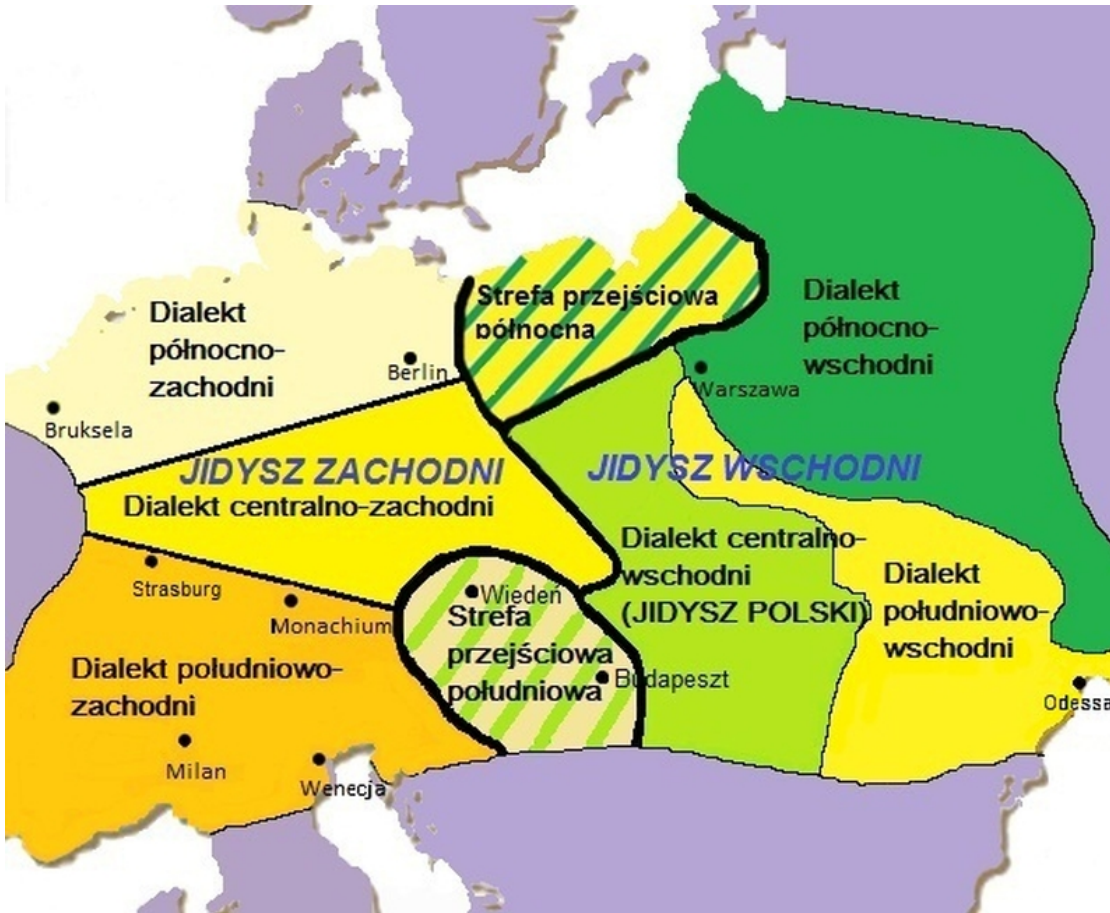 Strefa przejściowa
północna
Dialekt
północno-
zachodni
Dialekt
północno-
wschodni
Berlin
Warszawa
Bruksela
JIDYSZ ZACHODNI
JIDYSZ WSCHODNI
Dialekt centralno-zachodni
Dialekt centralno-
wschodni
(JIDYSZ POLSKI)
Dialekt
południowo-
wschodni
Strasburg
Monachium
Wiedeń
Strefa
przejściowa
południowa
Budapeszt
Dialekt południowo-
zachodni
Odessa
Milan
Wenecja